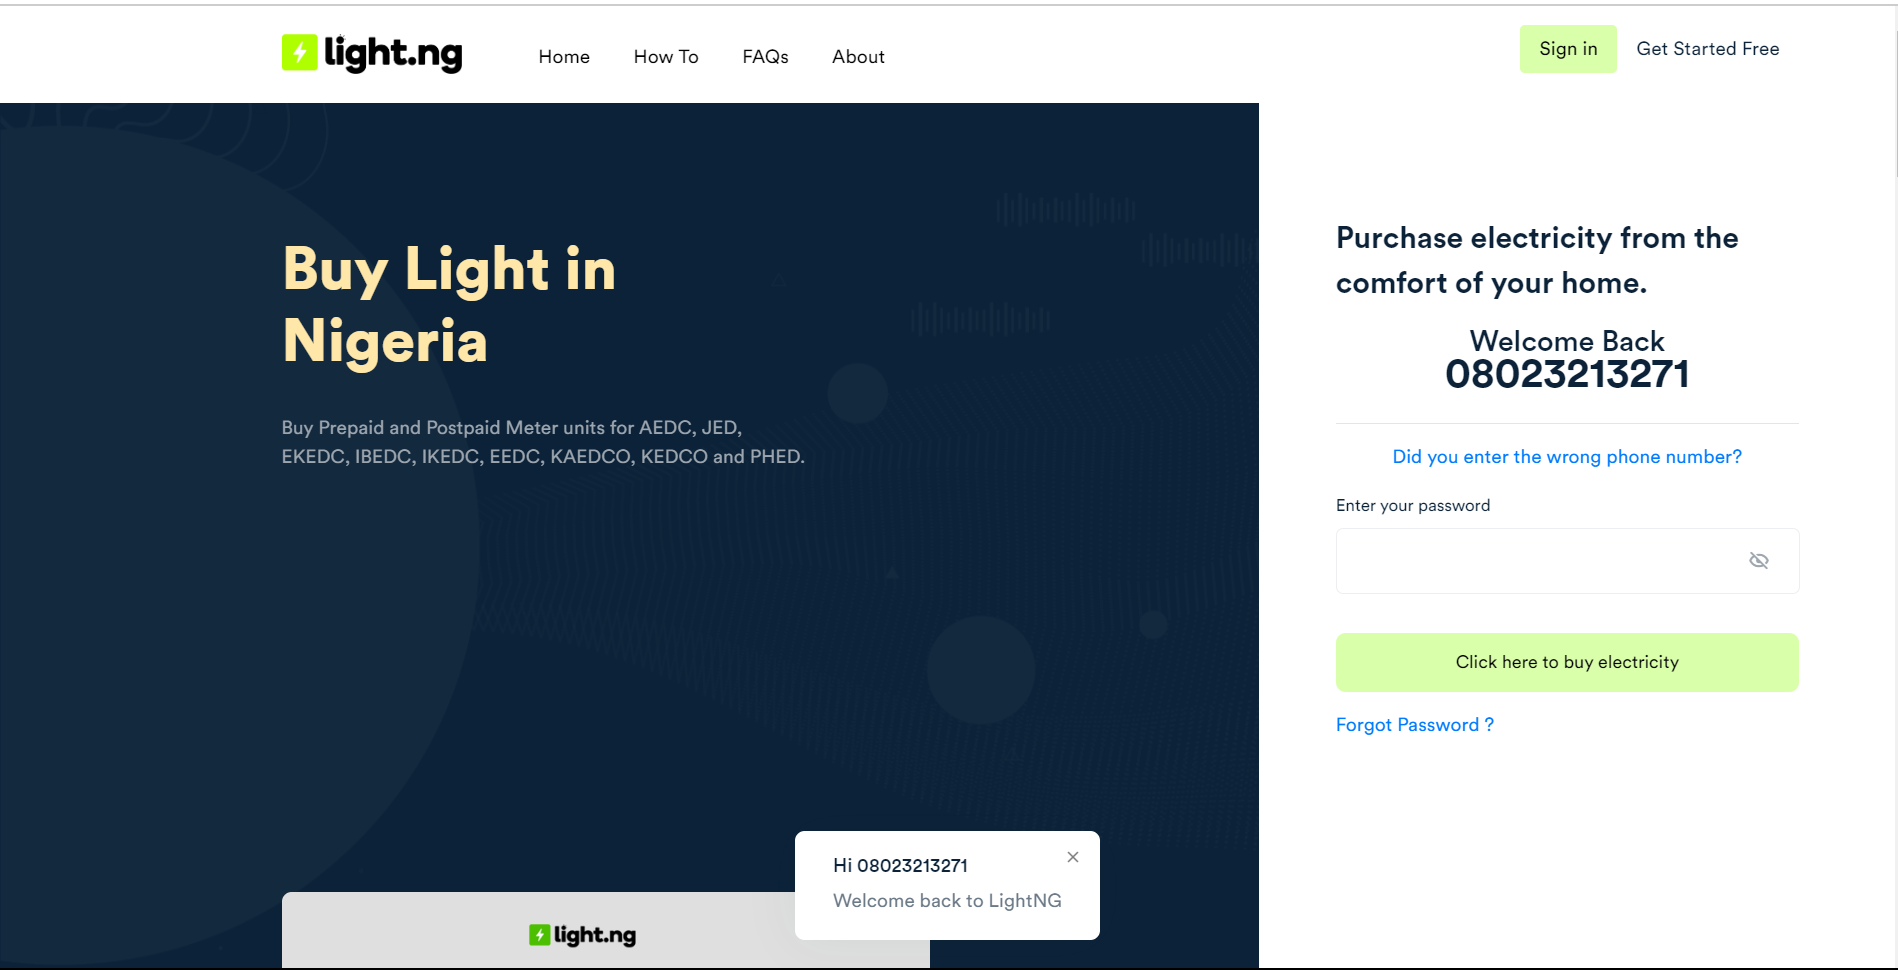 light.ng
Home
How To
FAQs
About
Sign in
Get Started Free
Buy Light in
Nigeria
Buy Prepaid and Postpaid Meter units for AEDC, JED,
EKEDC, IBEDC, IKEDC, EEDC, KAEDCO, KEDCO and PHED.
Purchase electricity from the
comfort of your home.
Welcome Back
08023213271
Did you enter the wrong phone number?
Enter your password
Click here to buy electricity
Forgot Password ?
Hi 08023213271
Welcome back to LightNG
light.ng